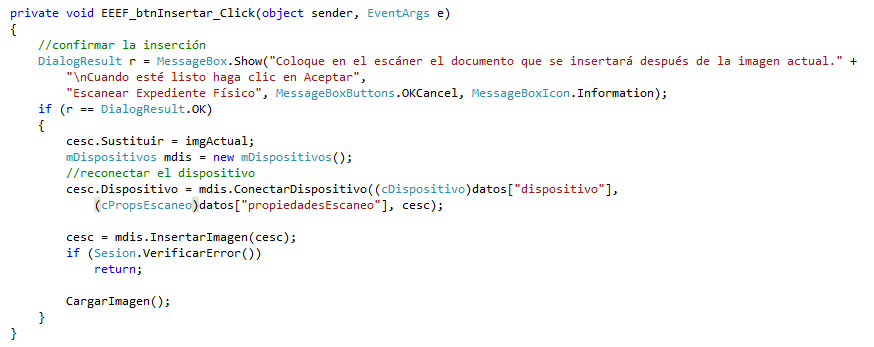 private void EEEF_btnInsertar_Click(object sender, EventArgs e)
{
    //confirmar la inserción
    DialogResult r = MessageBox.Show("Coloque en el escáner el documento que se insertará después de la imagen actual." +
        "\nCuando esté listo haga clic en Aceptar",
        "Escanear Expediente Físico", MessageBoxButtons.OKCancel, MessageBoxIcon.Information);
    if (r == DialogResult.OK)
    {
        cesc.Sustituir = imgActual;
        mDispositivos mdis = new mDispositivos();
        //reconectar el dispositivo
        cesc.Dispositivo = mdis.ConectarDispositivo((cDispositivo)datos["dispositivo"],
            (cPropsEscaneo)datos["propiedadesEscaneo"], cesc);

        cesc = mdis.InsertarImagen(cesc);
        if (Sesion.VerificarError())
            return;

        CargarImagen();
    }
}